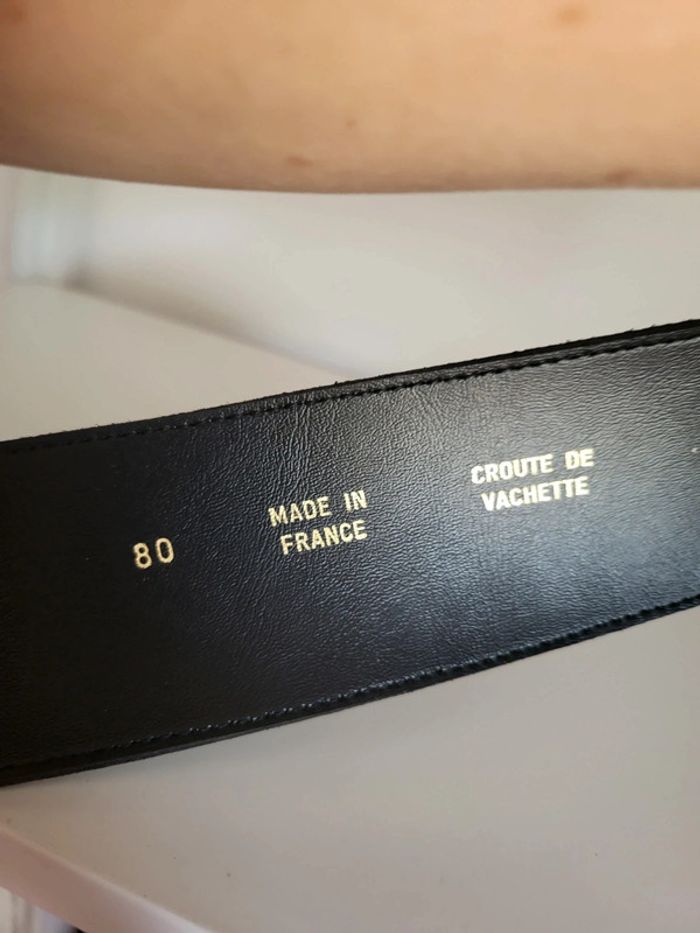 80
MADE IN
FRANCE
CROUTE DE
VACHETTE